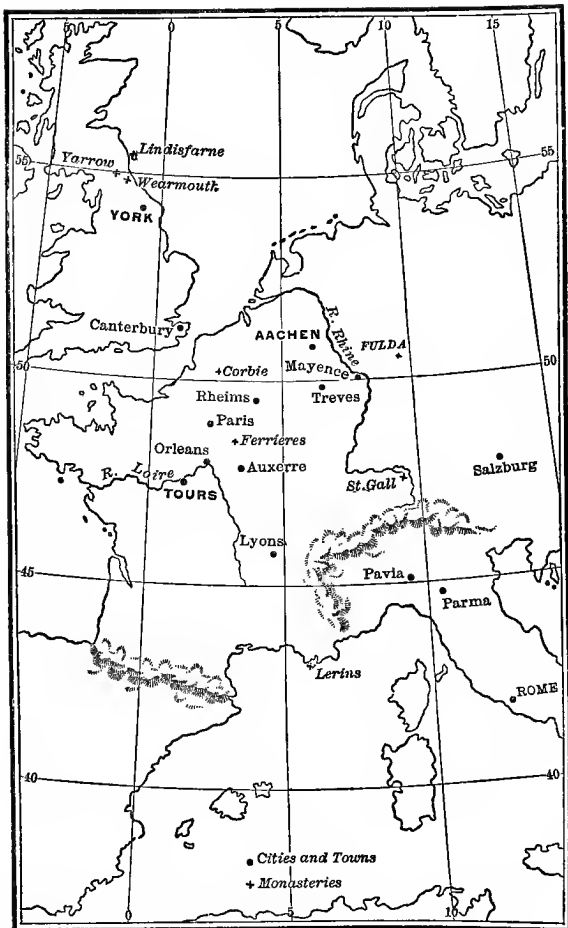 5
0
5
10
15
55
55
Lindisfarne
Yarrow
Wearmouth
YORK
Canterbury
AACHEN
R. Rhine
FULDA
50
50
Corbie
Mayence
Rheims
Treves
Paris
Ferrieres
Orleans
Auxerre
Salzburg
R. Loire
St. Gall
TOURS
Lyons
45
45
Pavia
Parma
Lerins
ROME
40
40
Cities and Towns
Monasteries
0
5
10